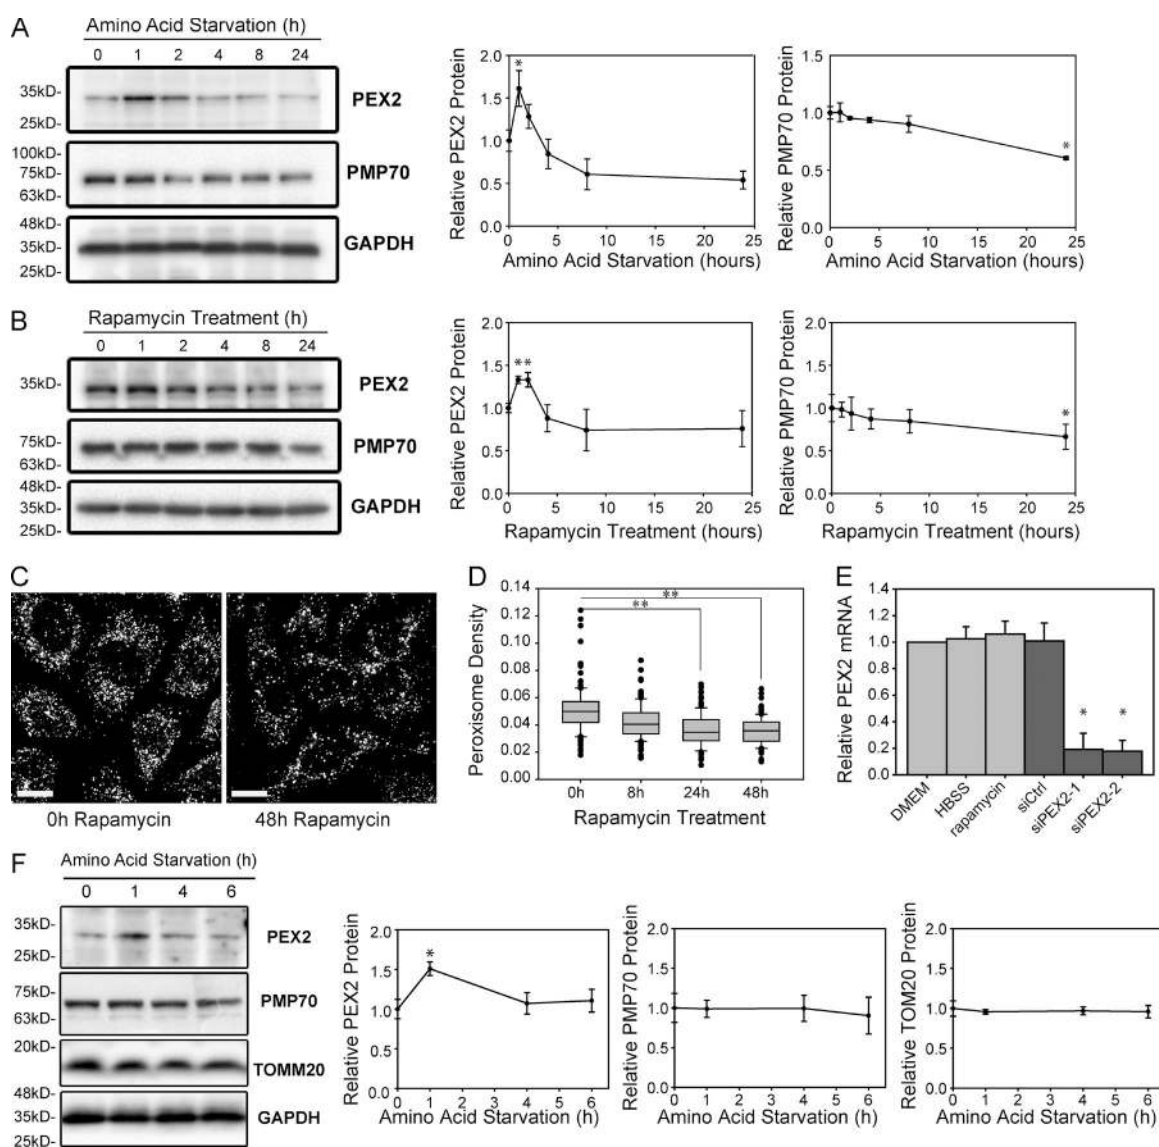 A
Amino Acid Starvation (h)
0 1 2 4 8 24
35kD-
25kD-
PEX2
100kD-
75kD-
63kD-
PMP70
48kD-
35kD-
25kD-
GAPDH
Relative PEX2 Protein
2.0
1.5
1.0
0.5
0.0
*
0 5 10 15 20 25
Amino Acid Starvation (hours)
Relative PMP70 Protein
1.5
1.0
0.5
0.0
*
0 5 10 15 20 25
Amino Acid Starvation (hours)
B
Rapamycin Treatment (h)
0 1 2 4 8 24
35kD-
PEX2
75kD-
63kD-
PMP70
48kD-
35kD-
25kD-
GAPDH
Relative PEX2 Protein
2.0
1.5
1.0
0.5
0.0
**
0 5 10 15 20 25
Rapamycin Treatment (hours)
Relative PMP70 Protein
2.0
1.5
1.0
0.5
0.0
*
0 5 10 15 20 25
Rapamycin Treatment (hours)
C
0h Rapamycin
48h Rapamycin
D
Peroxisome Density
0.14
0.12
0.10
0.08
0.06
0.04
0.02
0.00
**
**
0h 8h 24h 48h
Rapamycin Treatment
E
Relative PEX2 mRNA
1.4
1.2
1.0
0.8
0.6
0.4
0.2
0.0
* *
DMEM
HBSS
rapamycin
siCtrl
siPEX2-1
siPEX2-2
F
Amino Acid Starvation (h)
0 1 4 6
35kD-
25kD-
PEX2
75kD-
63kD-
PMP70
20kD-
TOMM20
48kD-
35kD-
25kD-
GAPDH
Relative PEX2 Protein
2.0
1.5
1.0
0.5
*
0 1 2 3 4 5 6
Amino Acid Starvation (h)
Relative PMP70 Protein
2.0
1.5
1.0
0.5
0 1 2 3 4 5 6
Amino Acid Starvation (h)
Relative TOM20 Protein
2.0
1.5
1.0
0.5
0 1 2 3 4 5 6
Amino Acid Starvation (h)